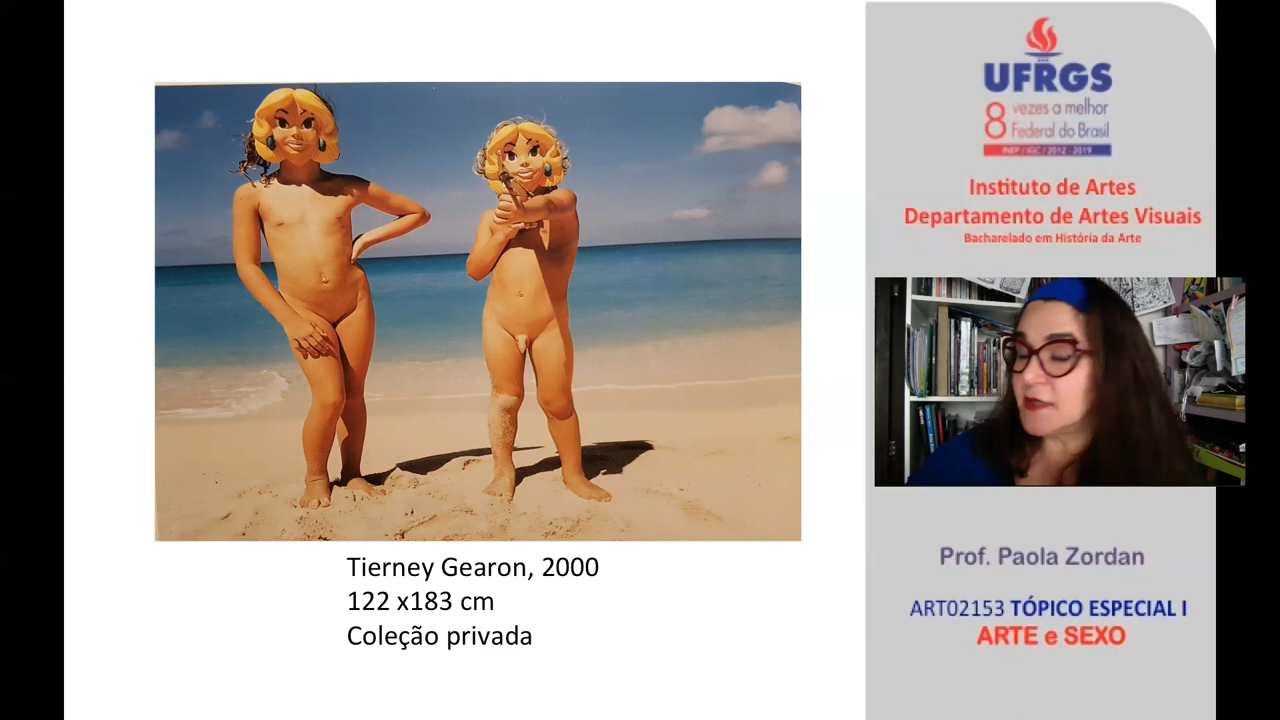 Tierney Gearon, 2000
122 x183 cm
Coleção privada
UFRGS
8 vezes a melhor
Federal do Brasil
INEP / IGC / 2012 - 2019
Instituto de Artes
Departamento de Artes Visuais
Bacharelado em História da Arte
Prof. Paola Zordan
ART02153 TÓPICO ESPECIAL I
ARTE e SEXO